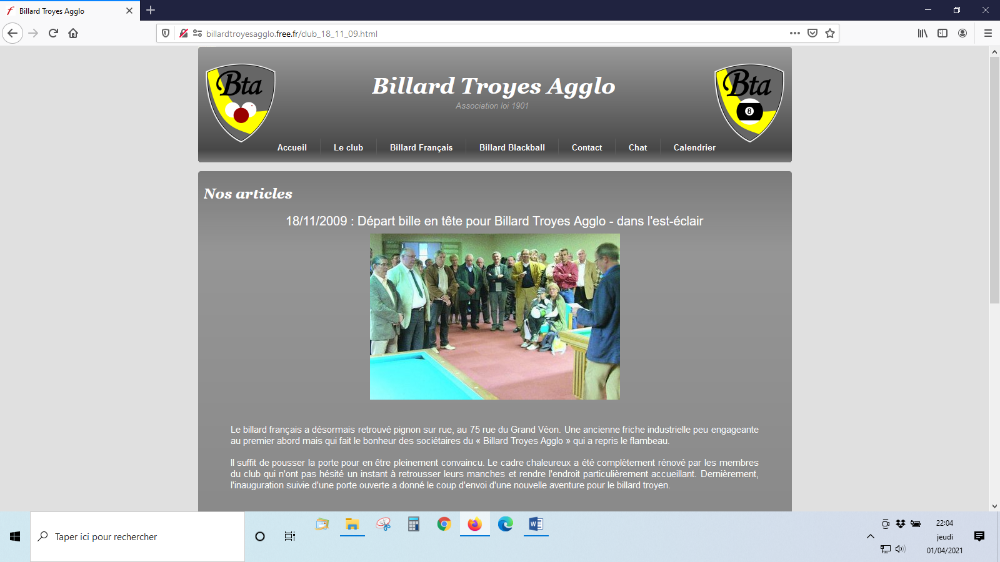 Billard Troyes Agglo
billardtroyesagglo.free.fr/club_18_11_09.html
Bta
Billard Troyes Agglo
Association loi 1901
Bta
8
Accueil
Le club
Billard Français
Billard Blackball
Contact
Chat
Calendrier
Nos articles
18/11/2009 : Départ bille en tête pour Billard Troyes Agglo - dans l'est-éclair
Le billard français a désormais retrouvé pignon sur rue, au 75 rue du Grand Véon. Une ancienne friche industrielle peu engageante
au premier abord mais qui fait le bonheur des sociétaires du « Billard Troyes Agglo » qui a repris le flambeau.
Il suffit de pousser la porte pour en être pleinement convaincu. Le cadre chaleureux a été complètement rénové par les membres
du club qui n'ont pas hésité un instant à retrousser leurs manches et rendre l'endroit particulièrement accueillant. Dernièrement,
l'inauguration suivie d'une porte ouverte a donné le coup d'envoi d'une nouvelle aventure pour le billard troyen.
Taper ici pour rechercher
22:04
jeudi
01/04/2021